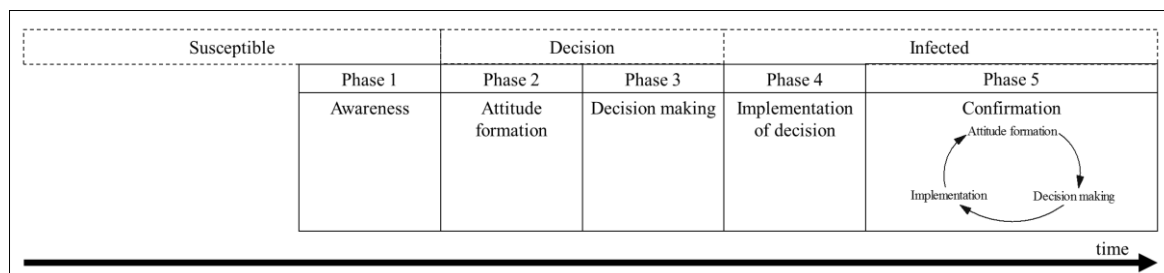 Susceptible Decision Infected
Phase 1 Phase 2 Phase 3 Phase 4 Phase 5
Awareness Attitude Decision making Implementation Confirmation
formation of decision
Attitude formation
Implementation Decision making
time